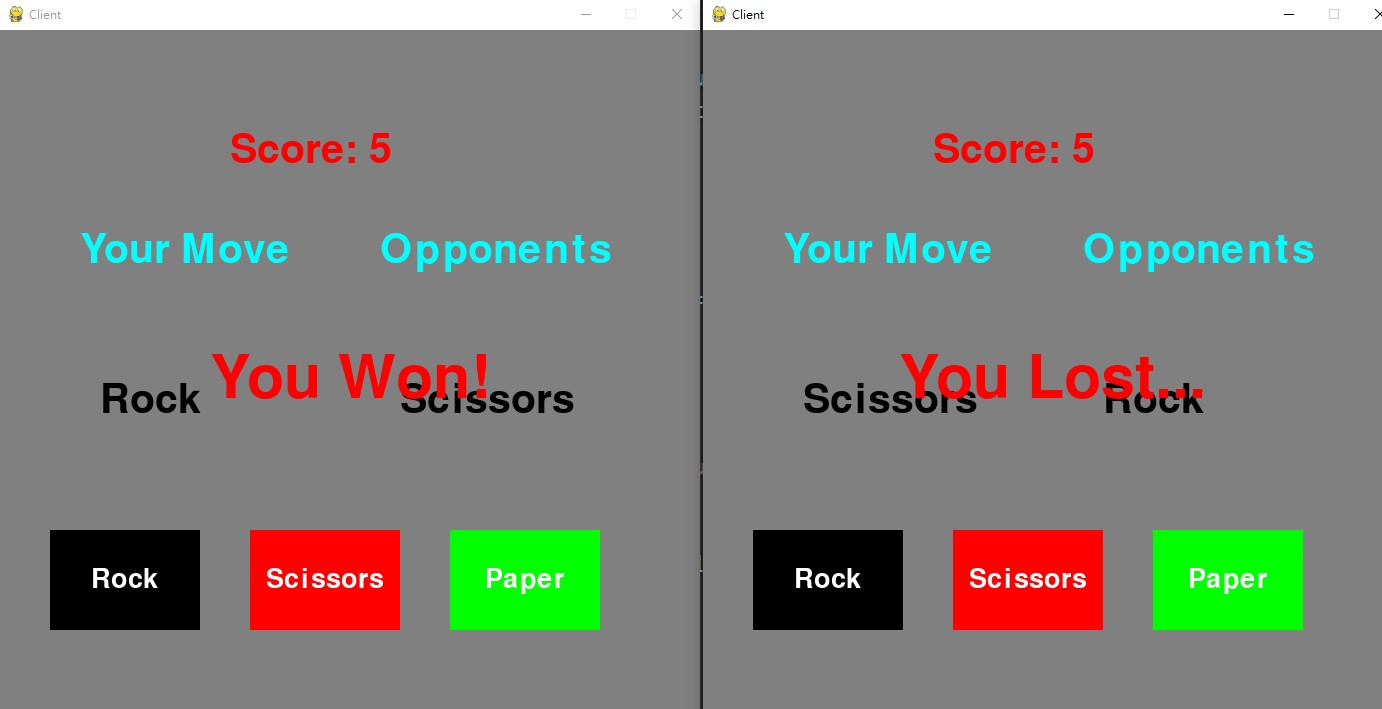 Client
Score: 5
Your Move Opponents
You Won!
Rock Scissors
Rock Scissors Paper
Client
Score: 5
Your Move Opponents
You Lost...
Scissors Rock
Rock Scissors Paper